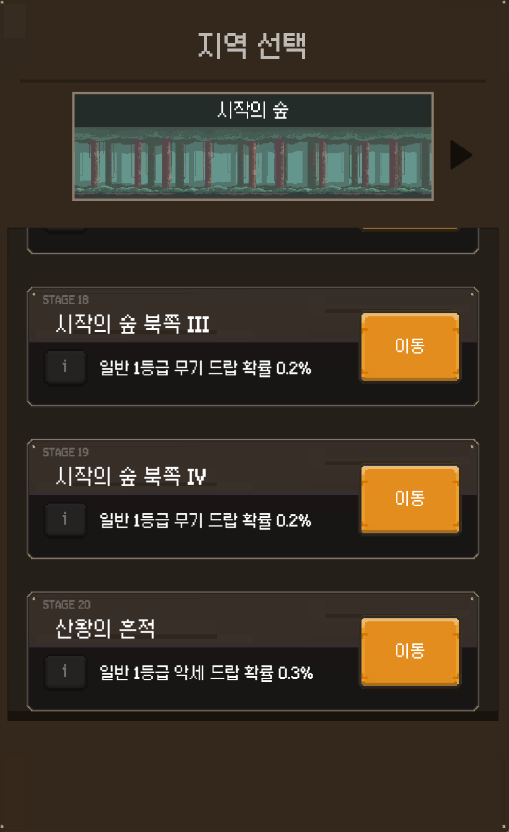 지역 선택
시작의 숲
STAGE 18
시작의 숲 북쪽 III
이동
i
일반 1등급 무기 드랍 확률 0.2%
STAGE 19
시작의 숲 북쪽 IV
이동
i
일반 1등급 무기 드랍 확률 0.2%
STAGE 20
산왕의 흔적
이동
i
일반 1등급 악세 드랍 확률 0.3%